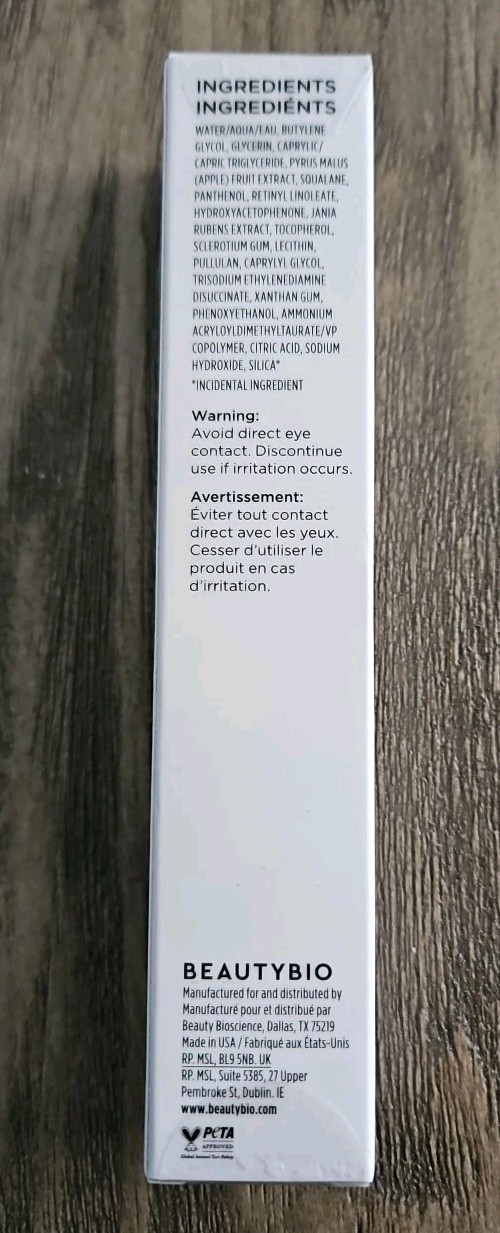 INGREDIENTS
INGREDIÉNTS
WATER/AQUA/EAU, BUTYLENE
GLYCOL, GLYCERIN, CAPRYLIC/
CAPRIC TRIGLYCERIDE, PYRUS MALUS
(APPLE) FRUIT EXTRACT, SQUALANE,
PANTHENOL, RETINYL LINOLEATE,
HYDROXYACETOPHENONE, JANIA
RUBENS EXTRACT, TOCOPHEROL,
SCLEROTIUM GUM, LECITHIN,
PULLULAN, CAPRYLYL GLYCOL,
TRISODIUM ETHYLENEDIAMINE
DISUCCINATE, XANTHAN GUM,
PHENOXYETHANOL, AMMONIUM
ACRYLOYLDIMETHYLTAURATE/VP
COPOLYMER, CITRIC ACID, SODIUM
HYDROXIDE, SILICA*
*INCIDENTAL INGREDIENT
Warning:
Avoid direct eye
contact. Discontinue
use if irritation occurs.
Avertissement:
Éviter tout contact
direct avec les yeux.
Cesser d'utiliser le
produit en cas
d'irritation.
BEAUTYBIO
Manufactured for and distributed by
Manufacturé pour et distribué par
Beauty Bioscience, Dallas, TX 75219
Made in USA / Fabriqué aux États-Unis
RP. MSL, BL9 5NB. UK
RP. MSL, Suite 5385, 27 Upper
Pembroke St, Dublin. IE
www.beautybio.com
PETA
APPROVED
Global Animal Test Policy